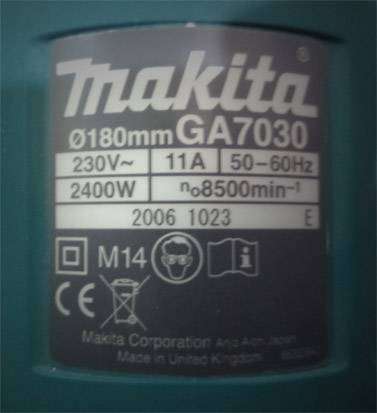 makita®
Ø180mm GA7030
230V~ 11A 50-60Hz
2400W n₀8500min⁻¹
2006 1023 E
M14 i
CE
Makita Corporation Anjo Aichi Japan
Made in United Kingdom